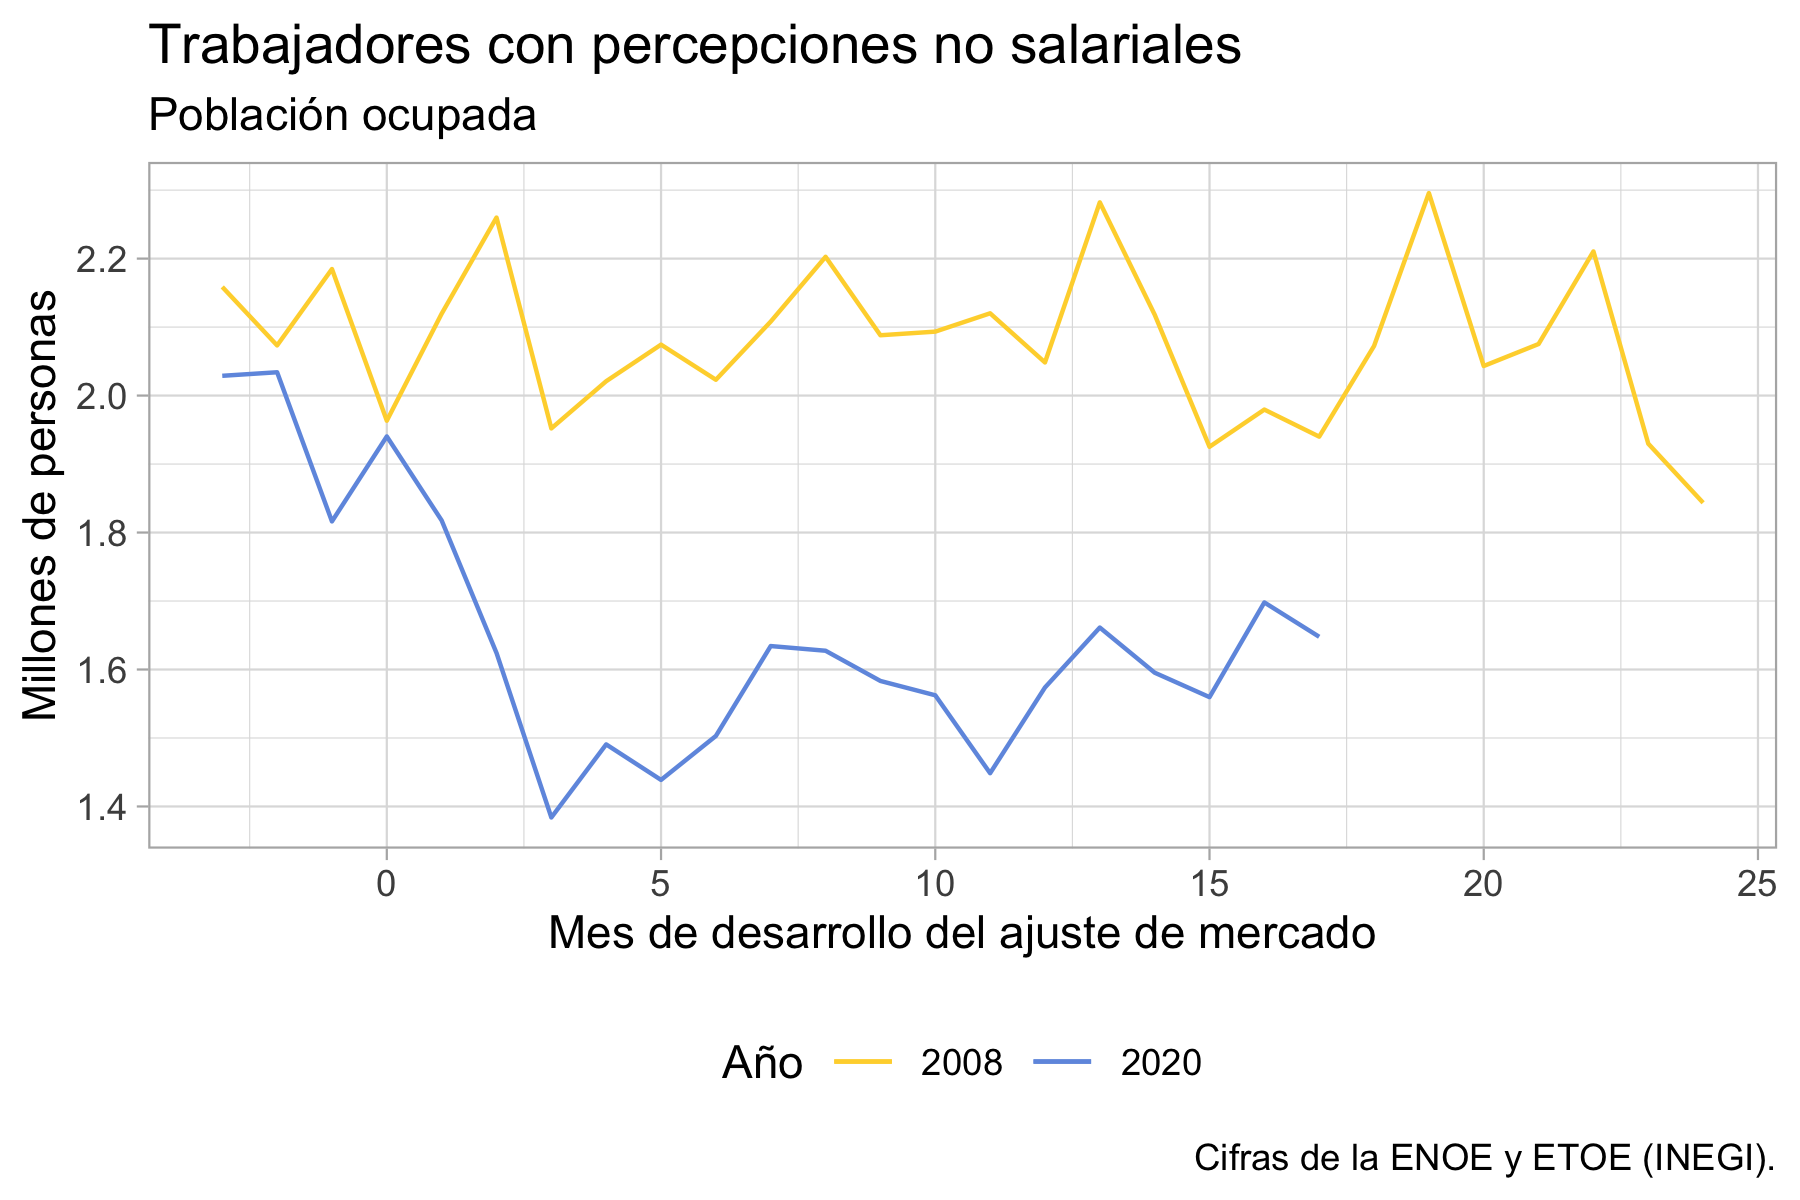 Trabajadores con percepciones no salariales
Población ocupada
Millones de personas
2.2
2.0
1.8
1.6
1.4
0 5 10 15 20 25
Mes de desarrollo del ajuste de mercado
Año 2008 2020
Cifras de la ENOE y ETOE (INEGI).